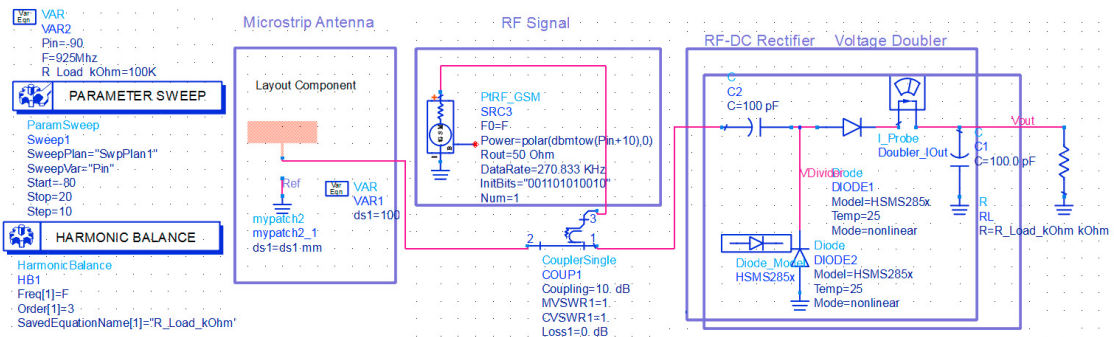 Var
Eqn
VAR
VAR2
Pin=-90
F=925Mhz
R_Load_kOhm=100K
PARAMETER SWEEP
ParamSweep
Sweep1
SweepPlan="SwpPlan1"
SweepVar="Pin"
Start=-80
Stop=20
Step=10
HARMONIC BALANCE
HarmonicBalance
HB1
Freq[1]=F
Order[1]=3
SavedEquationName[1]="R_Load_kOhm"
Microstrip Antenna
Layout Component
Ref
mypatch2
mypatch2_1
ds1=ds1 mm
Var
Eqn
VAR
VAR1
ds1=100
RF Signal
GSM
B
PtRF_GSM
SRC3
F0=F
Power=polar(dbmtow(Pin+10),0)
Rout=50 Ohm
DataRate=270.833 KHz
InitBits="001101010010"
Num=1
3
2
1
CouplerSingle
COUP1
Coupling=10. dB
MVSWR1=1.
CVSWR1=1.
Loss1=0. dB
RF-DC Rectifier
Voltage Doubler
C
C2
C=100 pF
I_Probe
Doubler_IOut
Vout
C
C1
C=100.0 pF
VDivider
Diode
DIODE1
Model=HSMS285x
Temp=25
Mode=nonlinear
Diode_Model
HSMS285x
Diode
DIODE2
Model=HSMS285x
Temp=25
Mode=nonlinear
R
RL
R=R_Load_kOhm kOhm